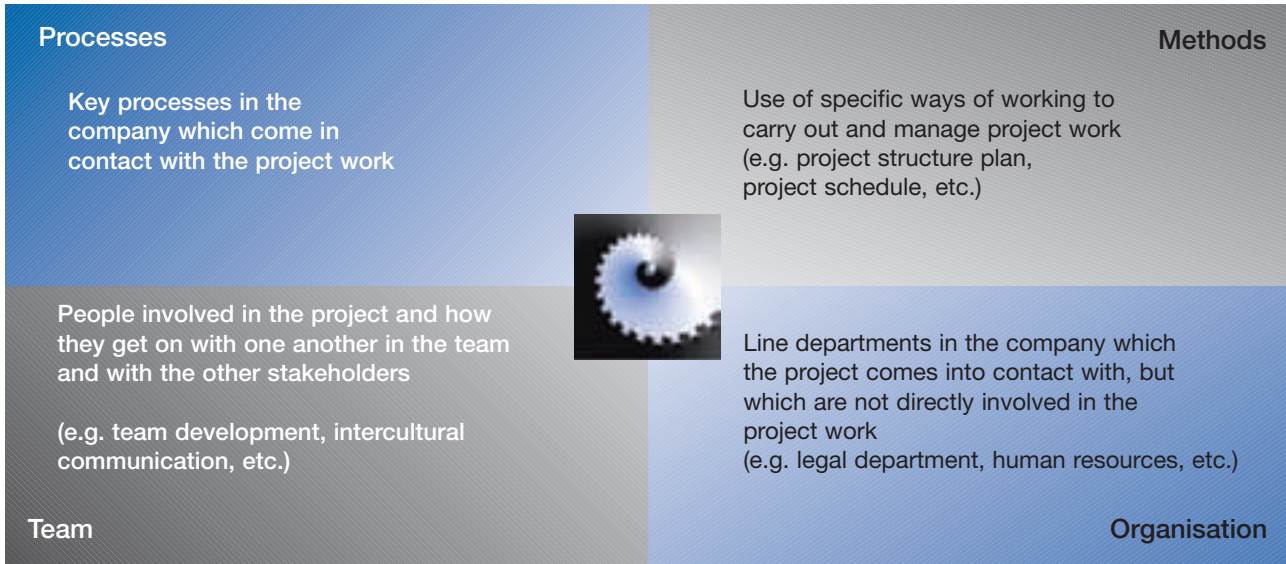 Processes
Key processes in the
company which come in
contact with the project work
Methods
Use of specific ways of working to
carry out and manage project work
(e.g. project structure plan,
project schedule, etc.)
People involved in the project and how
they get on with one another in the team
and with the other stakeholders
(e.g. team development, intercultural
communication, etc.)
Team
Line departments in the company which
the project comes into contact with, but
which are not directly involved in the
project work
(e.g. legal department, human resources, etc.)
Organisation